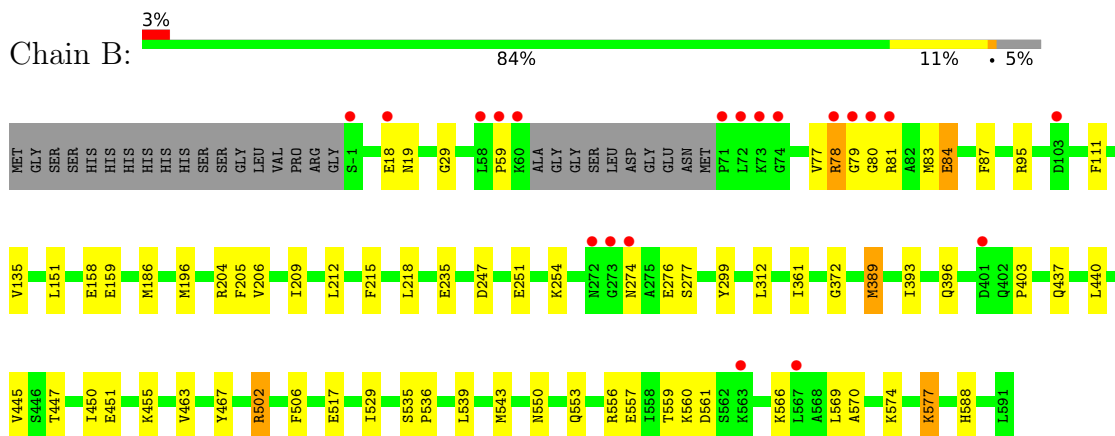 3%
Chain B:
84% 11% • 5%
MET GLY SER SER HIS HIS HIS HIS HIS HIS SER SER GLY LEU VAL PRO ARG GLY S-1 E18 N19 G29 L58 P59 K60 ALA GLY GLY SER LEU ASP GLY GLU ASN MET P71 L72 K73 G74 V77 R78 G79 G80 R81 A82 M83 E84 F87 R95 D103 F111
V135 L151 E158 E159 M186 M196 R204 F205 V206 I209 L212 F215 L218 E235 D247 E251 K254 N272 G273 N274 A275 E276 S277 Y299 L312 I361 G372 M389 I393 Q396 D401 Q402 P403 Q437 L440
V445 S446 T447 I450 E451 K455 V463 Y467 R502 F506 E517 I529 S535 P536 L539 M543 N550 Q553 R556 E557 I558 T559 K560 D561 S562 K563 K566 L567 A568 L569 A570 K574 K577 H588 L591